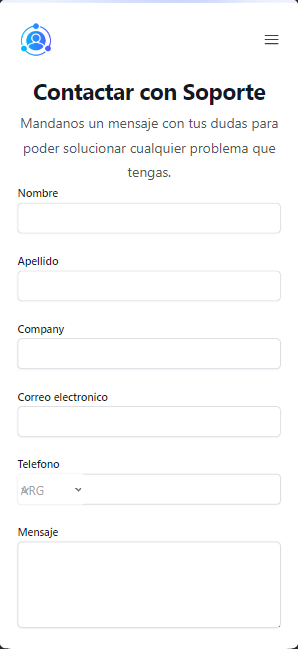 Contactar con Soporte
Mandanos un mensaje con tus dudas para
poder solucionar cualquier problema que
tengas.
Nombre
Apellido
Company
Correo electronico
Telefono
ARG
Mensaje